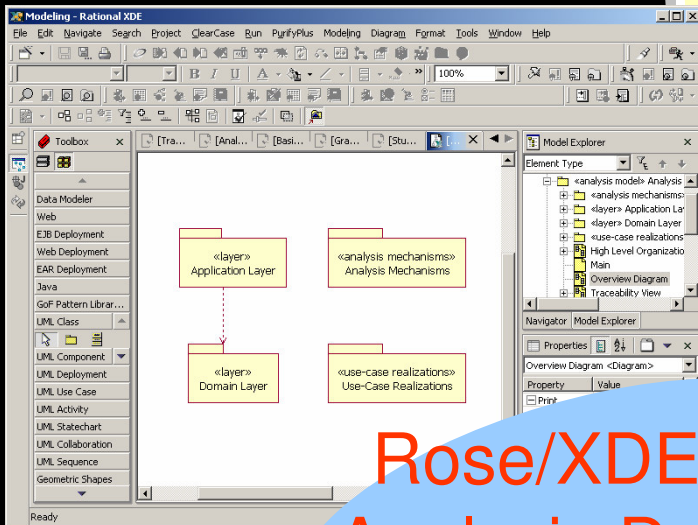 Modeling - Rational XDE
File Edit Navigate Search Project ClearCase Run PurifyPlus Modeling Diagram Format Tools Window Help
B I U A 100%
Toolbox
[Tra... [Anal... [Basi... [Gra... [Stu...
Data Modeler
Web
EJB Deployment
Web Deployment
EAR Deployment
Java
GoF Pattern Librar...
UML Class
UML Component
UML Deployment
UML Use Case
UML Activity
UML Statechart
UML Collaboration
UML Sequence
Geometric Shapes
«layer»
Application Layer
«analysis mechanisms»
Analysis Mechanisms
«layer»
Domain Layer
«use-case realizations»
Use-Case Realizations
Model Explorer
Element Type
«analysis model» Analysis
«analysis mechanisms»
«layer» Application La
«layer» Domain Layer
«use-case realizations
High Level Organizatio
Main
Overview Diagram
Traceability View
Navigator Model Explorer
Properties
Overview Diagram <Diagram>
Property Value
Print
Rose/XDE
Ready